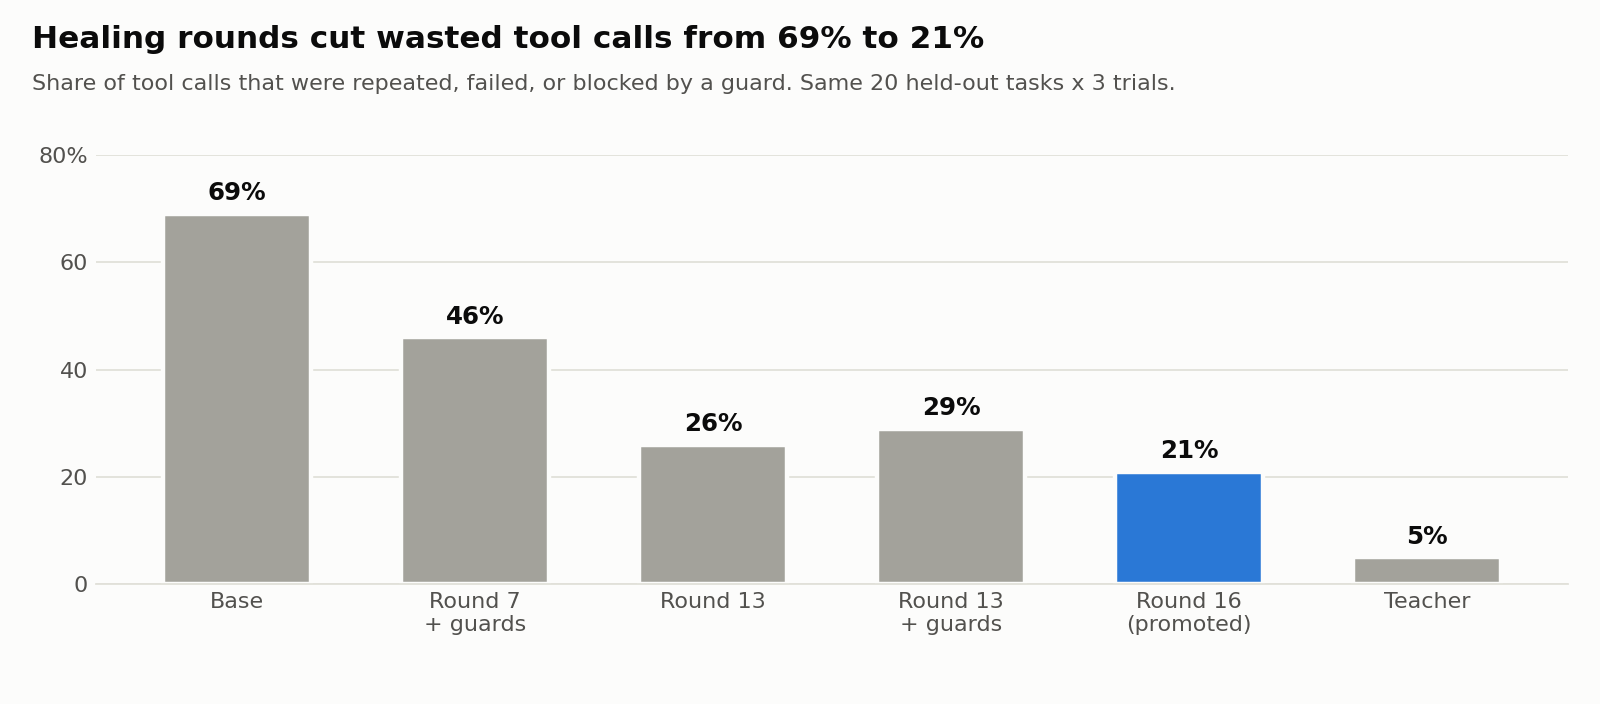 Healing rounds cut wasted tool calls from 69% to 21%
Share of tool calls that were repeated, failed, or blocked by a guard. Same 20 held-out tasks x 3 trials.
80%
60
40
20
0
69%
46%
26%
29%
21%
5%
Base
Round 7
+ guards
Round 13
Round 13
+ guards
Round 16
(promoted)
Teacher